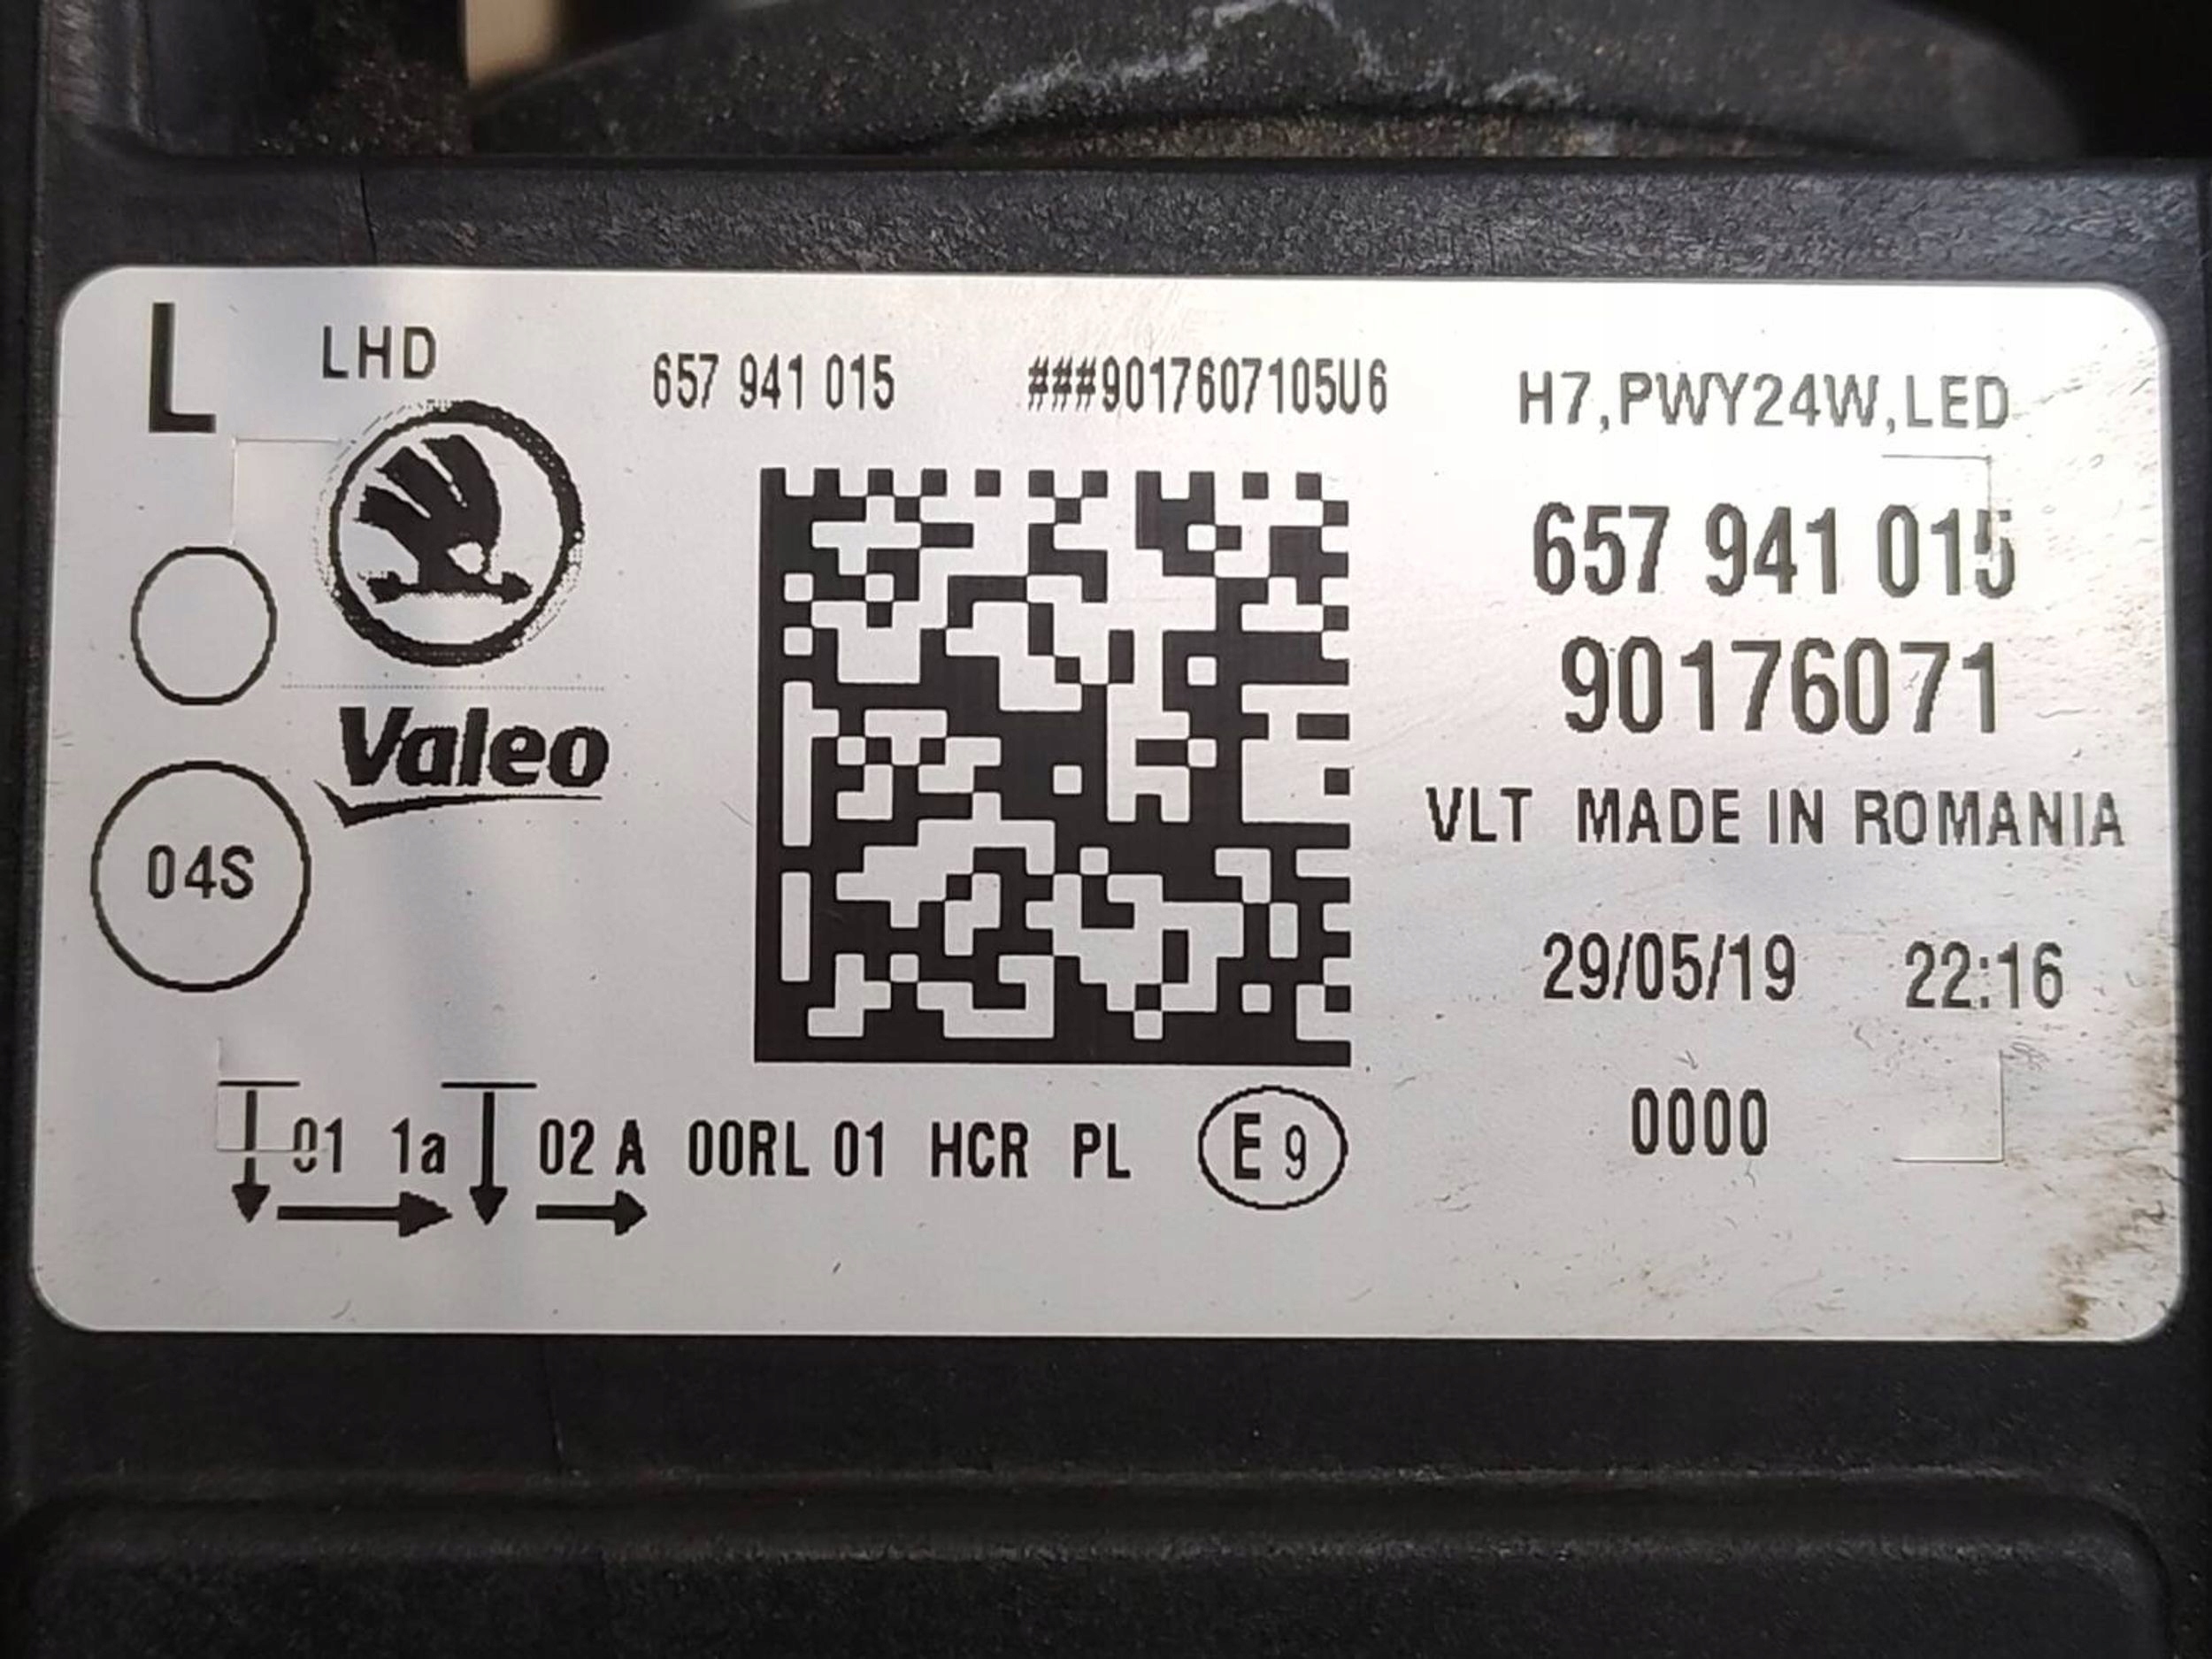 L LHD 657 941 015 ###9017607105U6 H7,PWY24W,LED
657 941 015
90176071
Valeo
VLT MADE IN ROMANIA
04S
29/05/19 22:16
01 1a 02 A 00RL 01 HCR PL E 9
0000